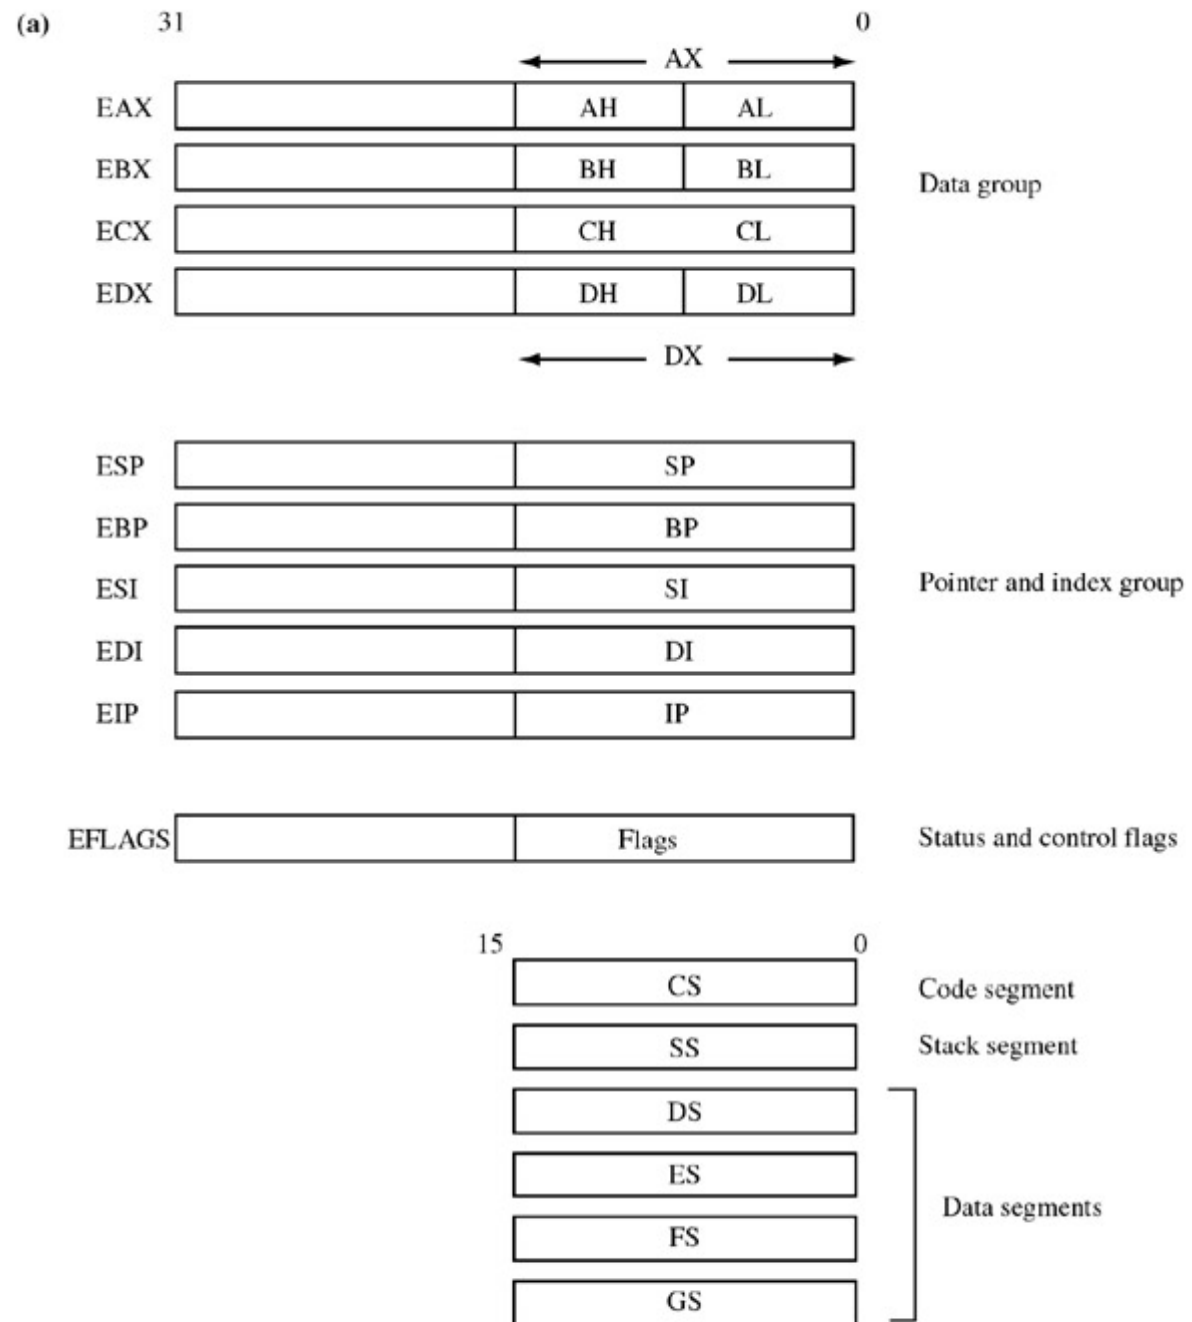 (a) 31 0
AX
EAX AH AL
EBX BH BL
Data group
ECX CH CL
EDX DH DL
DX
ESP SP
EBP BP
ESI SI
Pointer and index group
EDI DI
EIP IP
EFLAGS Flags Status and control flags
15 0
CS Code segment
SS Stack segment
DS
ES
Data segments
FS
GS